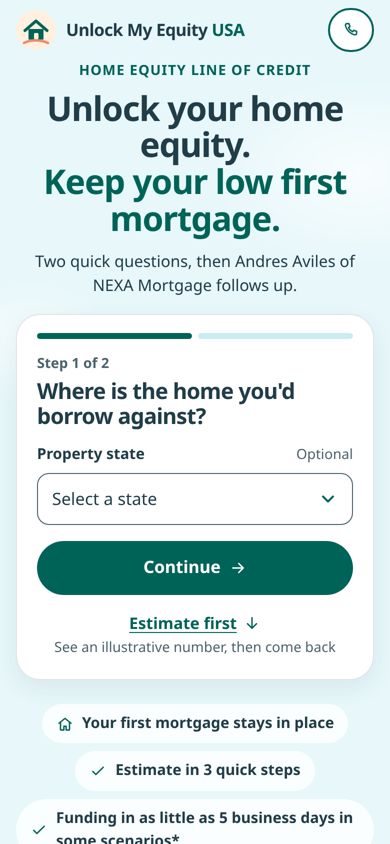 Unlock My Equity USA
HOME EQUITY LINE OF CREDIT
Unlock your home
equity.
Keep your low first
mortgage.
Two quick questions, then Andres Aviles of
NEXA Mortgage follows up.
Step 1 of 2
Where is the home you'd
borrow against?
Property state Optional
Select a state
Continue →
Estimate first ↓
See an illustrative number, then come back
Your first mortgage stays in place
Estimate in 3 quick steps
Funding in as little as 5 business days in
some scenarios*